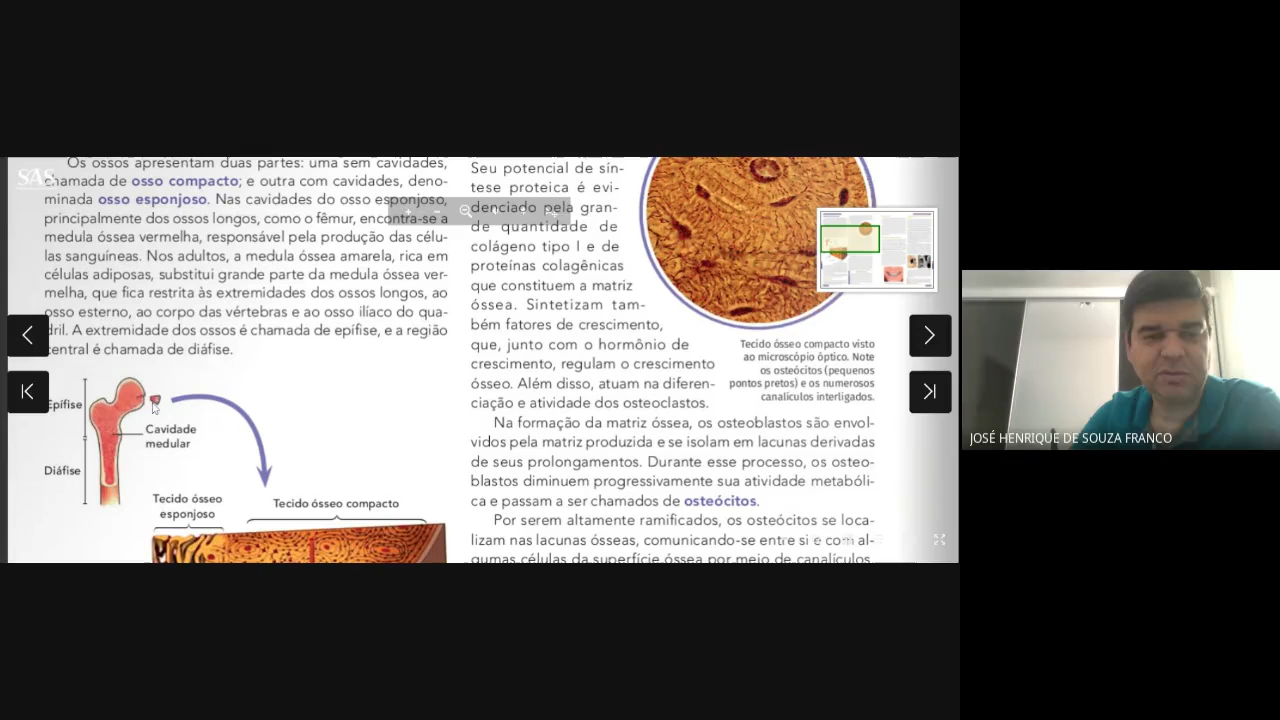 Os ossos apresentam duas partes: uma sem cavidades,
chamada de osso compacto; e outra com cavidades, deno-
minada osso esponjoso. Nas cavidades do osso esponjoso,
principalmente dos ossos longos, como o fêmur, encontra-se a
medula óssea vermelha, responsável pela produção das célu-
las sanguíneas. Nos adultos, a medula óssea amarela, rica em
células adiposas, substitui grande parte da medula óssea ver-
melha, que fica restrita às extremidades dos ossos longos, ao
osso esterno, ao corpo das vértebras e ao osso ilíaco do qua-
dril. A extremidade dos ossos é chamada de epífise, e a região
central é chamada de diáfise.
SAS
Epífise
Cavidade
medular
Diáfise
Tecido ósseo
esponjoso
Tecido ósseo compacto
Seu potencial de sín-
tese proteica é evi-
denciado pela gran-
de quantidade de
colágeno tipo I e de
proteínas colagênicas
que constituem a matriz
óssea. Sintetizam tam-
bém fatores de crescimento,
que, junto com o hormônio de
crescimento, regulam o crescimento
ósseo. Além disso, atuam na diferen-
ciação e atividade dos osteoclastos.
Na formação da matriz óssea, os osteoblastos são envol-
vidos pela matriz produzida e se isolam em lacunas derivadas
de seus prolongamentos. Durante esse processo, os osteo-
blastos diminuem progressivamente sua atividade metabóli-
ca e passam a ser chamados de osteócitos.
Por serem altamente ramificados, os osteócitos se loca-
lizam nas lacunas ósseas, comunicando-se entre si e com al-
gumas células da superfície óssea por meio de canalículos
Tecido ósseo compacto visto
ao microscópio óptico. Note
os osteócitos (pequenos
pontos pretos) e os numerosos
canalículos interligados.
JOSÉ HENRIQUE DE SOUZA FRANCO